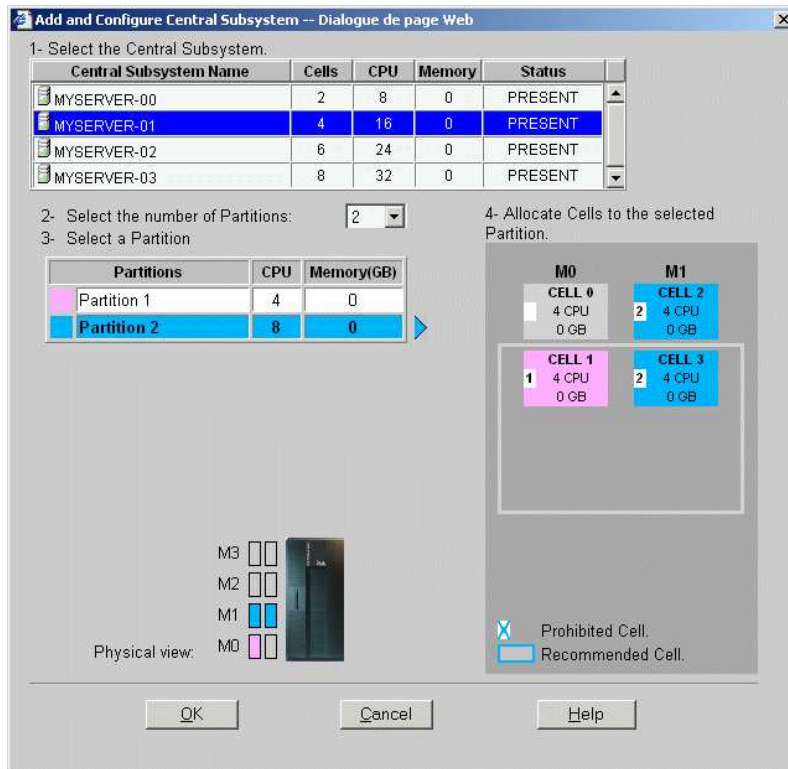 Add and Configure Central Subsystem -- Dialogue de page Web
1- Select the Central Subsystem.
Central Subsystem Name Cells CPU Memory Status
MYSERVER-00 2 8 0 PRESENT
MYSERVER-01 4 16 0 PRESENT
MYSERVER-02 6 24 0 PRESENT
MYSERVER-03 8 32 0 PRESENT
2- Select the number of Partitions: 2
3- Select a Partition
Partitions CPU Memory(GB)
Partition 1 4 0
Partition 2 8 0
4- Allocate Cells to the selected
Partition.
M0 M1
CELL 0 CELL 2
4 CPU 2 4 CPU
0 GB 0 GB
CELL 1 CELL 3
1 4 CPU 2 4 CPU
0 GB 0 GB
M3
M2
M1
Physical view: M0
Prohibited Cell.
Recommended Cell.
OK Cancel Help